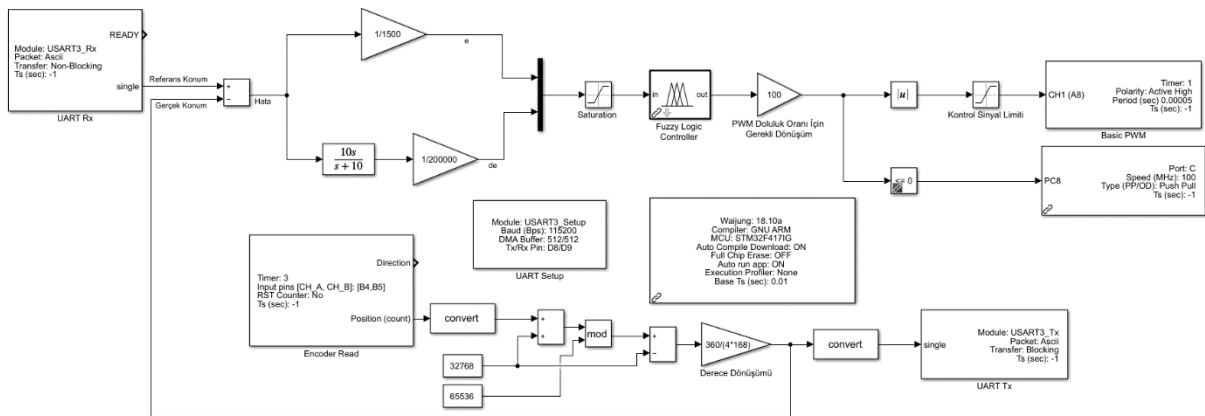 READY
Module: USART3_Rx
Packet: Ascii
Transfer: Non-Blocking
Ts (sec): -1
single
UART Rx
Referans Konum
Gerçek Konum
+
−
Hata
1/1500
e
10s
s + 10
1/200000
de
Saturation
in
out
Fuzzy Logic
Controller
100
PWM Doluluk Oranı İçin
Gerekli Dönüşüm
|u|
Kontrol Sinyal Limiti
Timer: 1
CH1 (A8)
Polarity: Active High
Period (sec) 0.00005
Ts (sec): -1
Basic PWM
<= 0
Port: C
PC8
Speed (MHz): 100
Type (PP/OD): Push Pull
Ts (sec): -1
Module: USART3_Setup
Baud (Bps): 115200
DMA Buffer: 512/512
Tx/Rx Pin: D8/D9
UART Setup
Waijung: 18.10a
Compiler: GNU ARM
MCU: STM32F417IG
Auto Compile Download: ON
Full Chip Erase: OFF
Auto run app: ON
Execution Profiler: None
Base Ts (sec): 0.01
Direction
Timer: 3
Input pins [CH_A, CH_B]: [B4,B5]
RST Counter: No
Ts (sec): -1
Position (count)
Encoder Read
convert
+
+
mod
+
−
32768
65536
360/(4*168)
Derece Dönüşümü
convert
Module: USART3_Tx
Packet: Ascii
single
Transfer: Blocking
Ts (sec): -1
UART Tx